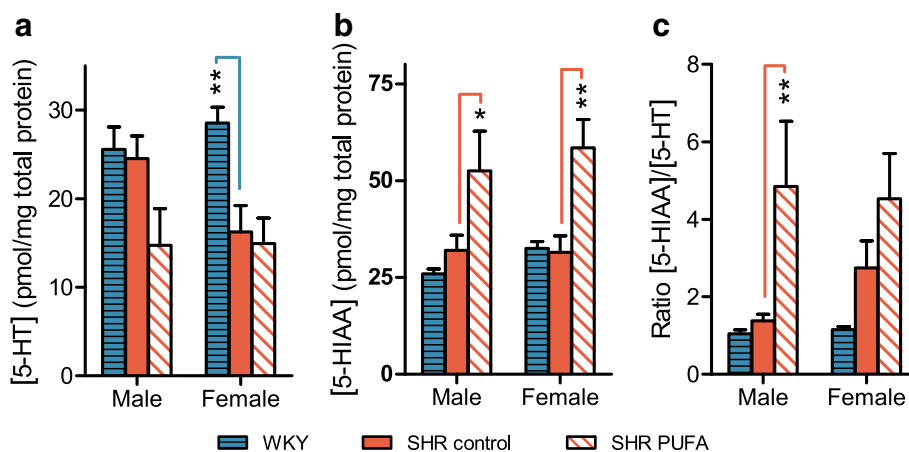 a
[5-HT] (pmol/mg total protein)
30
20
10
0
**
Male
Female
b
[5-HIAA] (pmol/mg total protein)
75
50
25
0
*
**
Male
Female
c
Ratio [5-HIAA]/[5-HT]
8
6
4
2
0
**
Male
Female
WKY
SHR control
SHR PUFA